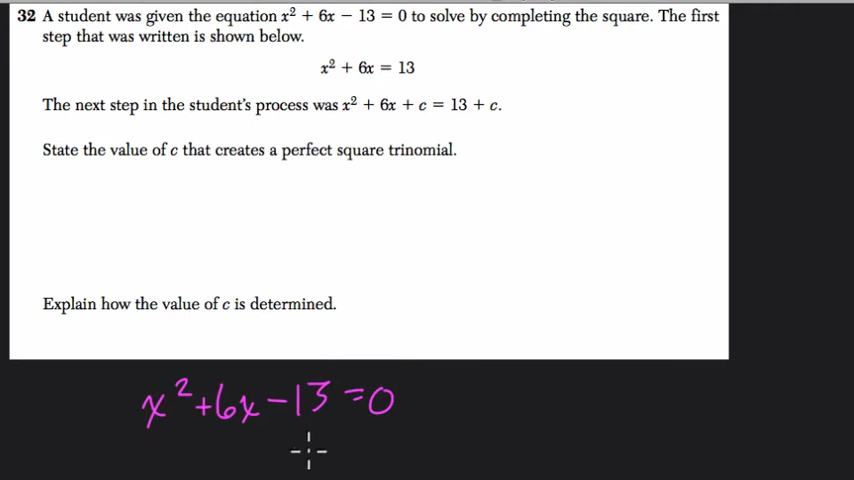 32 A student was given the equation x² + 6x − 13 = 0 to solve by completing the square. The first
step that was written is shown below.
x² + 6x = 13
The next step in the student's process was x² + 6x + c = 13 + c.
State the value of c that creates a perfect square trinomial.
Explain how the value of c is determined.
x²+6x−13=0